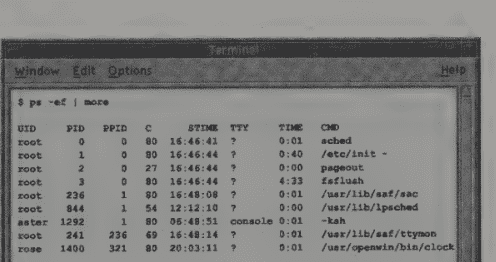 Terminal
Window Edit Options Help
$ ps -ef | more
UID PID PPID C STIME TTY TIME CMD
root 0 0 80 16:46:41 ? 0:01 sched
root 1 0 80 16:46:44 ? 0:40 /etc/init -
root 2 0 27 16:46:44 ? 0:00 pageout
root 3 0 80 16:46:44 ? 4:33 fsflush
root 236 1 80 16:48:08 ? 0:01 /usr/lib/saf/sac
root 844 1 54 12:12:10 ? 0:00 /usr/lib/lpsched
aster 1292 1 80 06:48:51 console 0:01 -ksh
root 241 236 69 16:48:14 ? 0:01 /usr/lib/saf/ttymon
rose 1400 321 80 20:03:11 ? 0:01 /usr/openwin/bin/clock